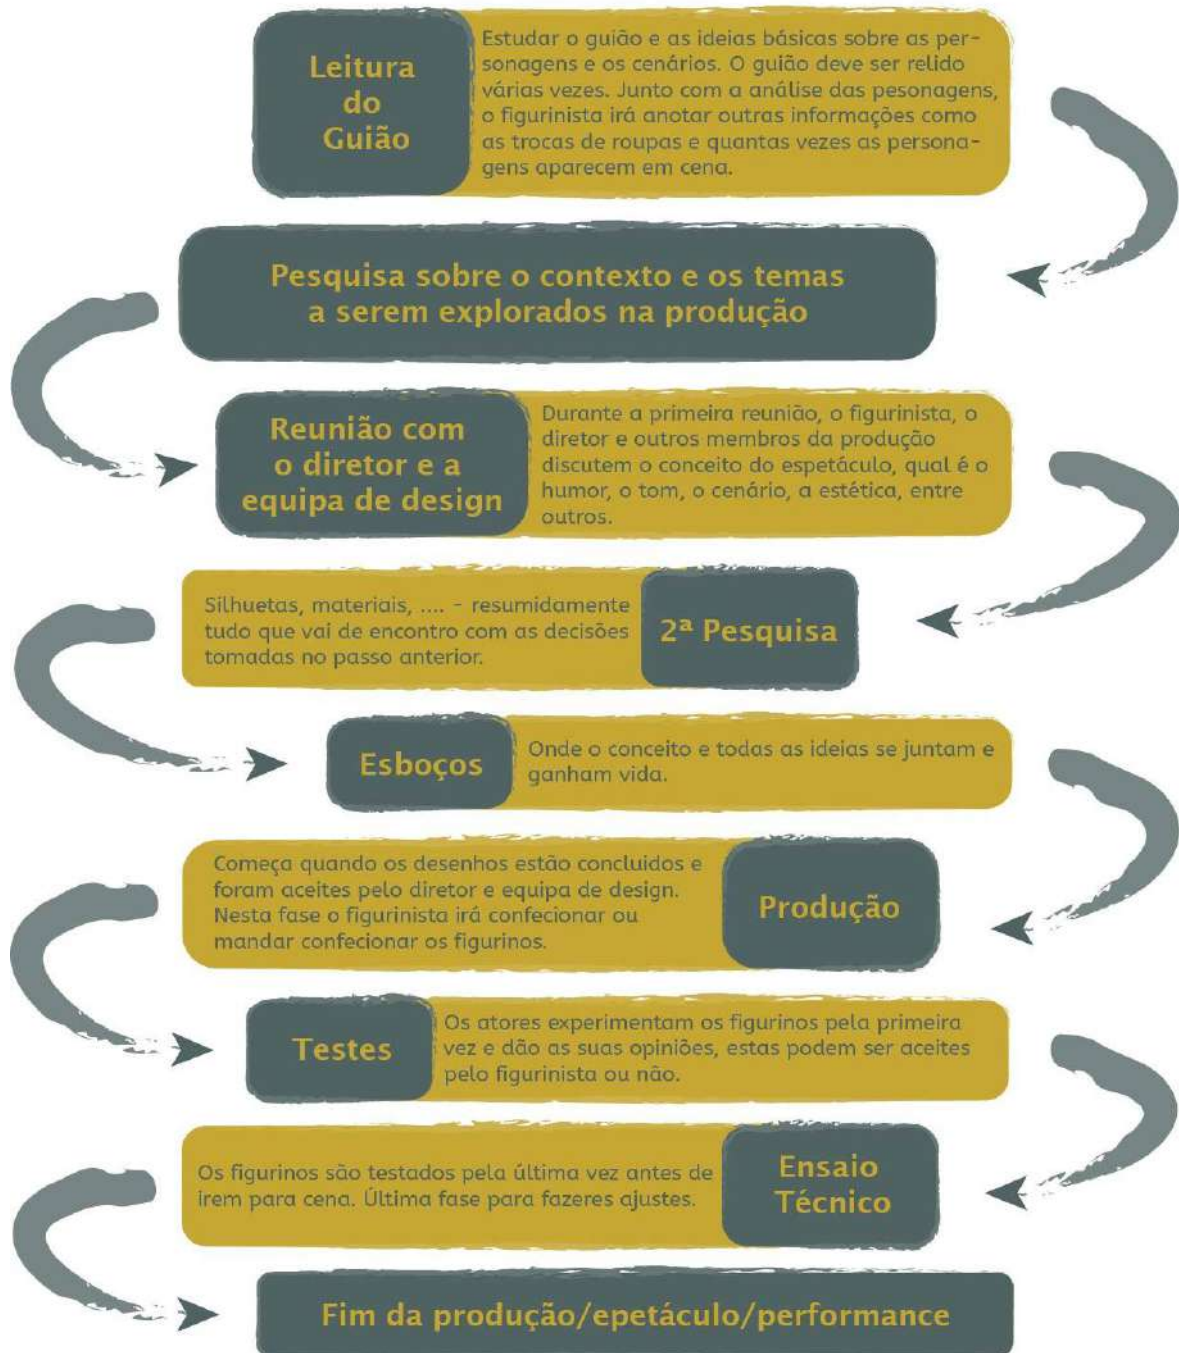 Leitura
do
Guião
Estudar o guião e as ideias básicas sobre as per-
sonagens e os cenários. O guião deve ser relido
várias vezes. Junto com a análise das pesonagens,
o figurinista irá anotar outras informações como
as trocas de roupas e quantas vezes as persona-
gens aparecem em cena.
Pesquisa sobre o contexto e os temas
a serem explorados na produção
Reunião com
o diretor e a
equipa de design
Durante a primeira reunião, o figurinista, o
diretor e outros membros da produção
discutem o conceito do espetáculo, qual é o
humor, o tom, o cenário, a estética, entre
outros.
Silhuetas, materiais, .... - resumidamente
tudo que vai de encontro com as decisões
tomadas no passo anterior.
2ª Pesquisa
Esboços
Onde o conceito e todas as ideias se juntam e
ganham vida.
Começa quando os desenhos estão concluidos e
foram aceites pelo diretor e equipa de design.
Nesta fase o figurinista irá confecionar ou
mandar confecionar os figurinos.
Produção
Testes
Os atores experimentam os figurinos pela primeira
vez e dão as suas opiniões, estas podem ser aceites
pelo figurinista ou não.
Os figurinos são testados pela última vez antes de
irem para cena. Última fase para fazeres ajustes.
Ensaio
Técnico
Fim da produção/epetáculo/performance